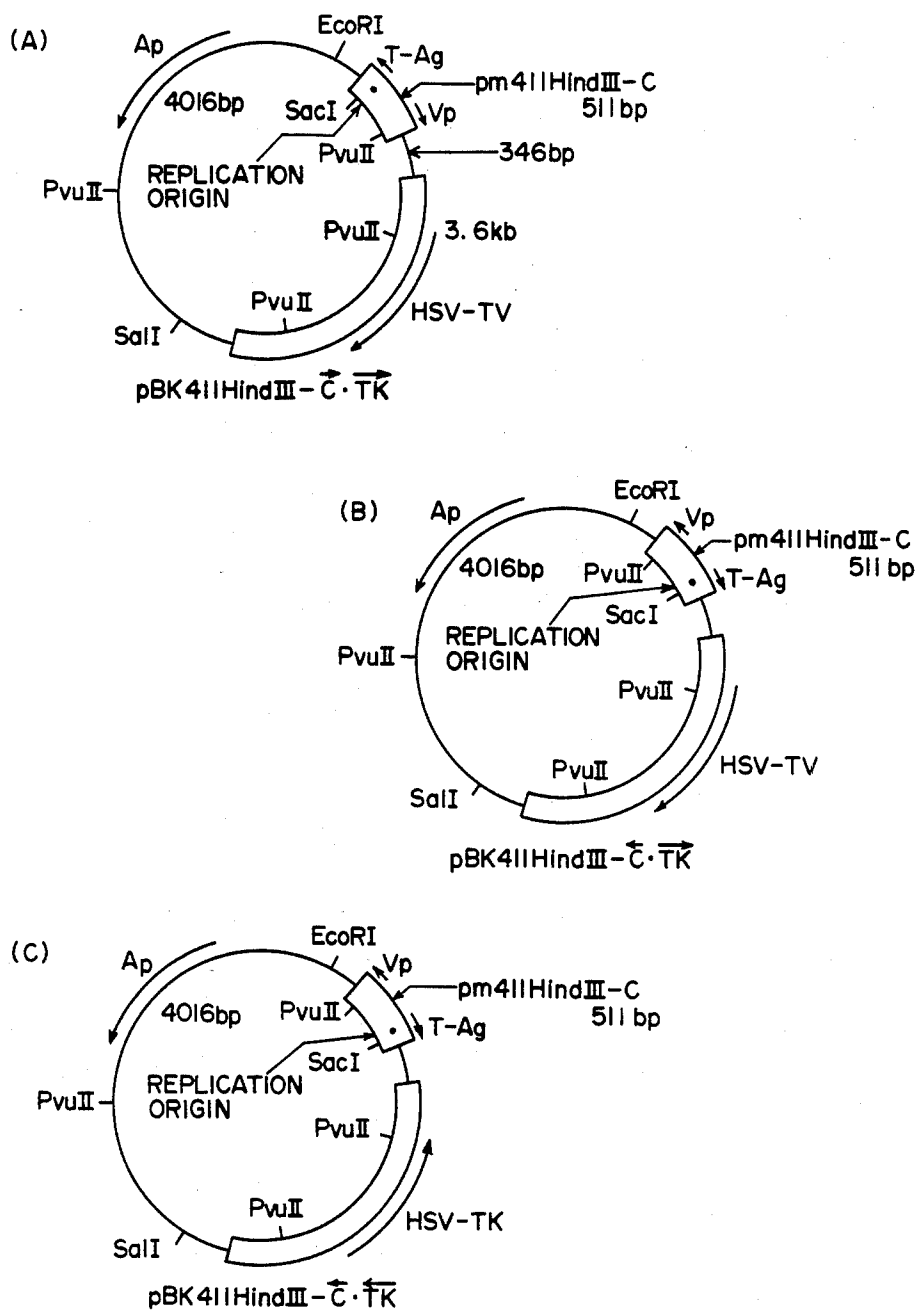 (A)
EcoRI
Ap
T-Ag
4016bp
pm411HindIII-C
511bp
SacI
Vp
PvuII
346bp
REPLICATION
ORIGIN
PvuII
PvuII
3.6kb
PvuII
HSV-TV
SalI
pBK411HindIII-C·TK
(B)
EcoRI
Ap
Vp
pm411HindIII-C
511bp
4016bp
PvuII
T-Ag
SacI
REPLICATION
ORIGIN
PvuII
PvuII
HSV-TV
PvuII
SalI
pBK411HindIII-C·TK
(C)
EcoRI
Ap
Vp
pm411HindIII-C
511bp
4016bp
PvuII
T-Ag
SacI
REPLICATION
ORIGIN
PvuII
PvuII
PvuII
HSV-TK
SalI
pBK411HindIII-C·TK